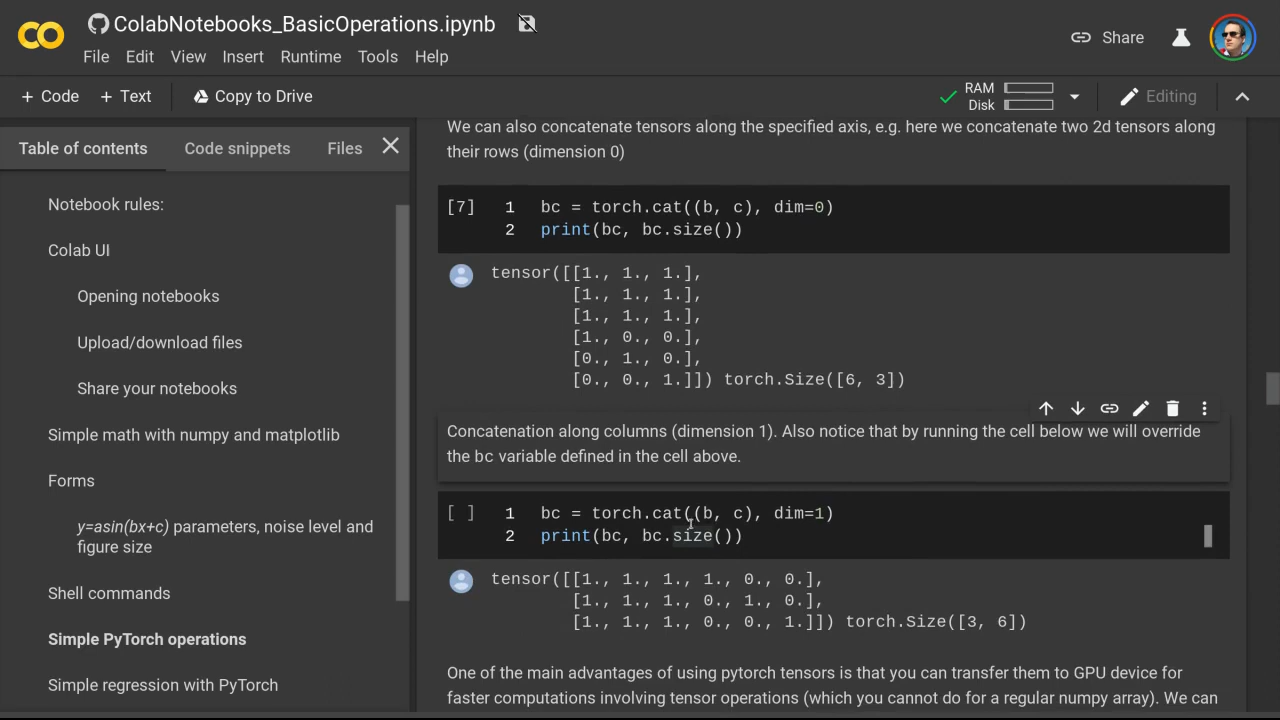 CO ColabNotebooks_BasicOperations.ipynb
File Edit View Insert Runtime Tools Help
Share
+ Code + Text Copy to Drive
RAM
Disk
Editing
Table of contents Code snippets Files
Notebook rules:
Colab UI
Opening notebooks
Upload/download files
Share your notebooks
Simple math with numpy and matplotlib
Forms
y=asin(bx+c) parameters, noise level and
figure size
Shell commands
Simple PyTorch operations
Simple regression with PyTorch
We can also concatenate tensors along the specified axis, e.g. here we concatenate two 2d tensors along
their rows (dimension 0)
[7] 1 bc = torch.cat((b, c), dim=0)
2 print(bc, bc.size())
tensor([[1., 1., 1.],
[1., 1., 1.],
[1., 1., 1.],
[1., 0., 0.],
[0., 1., 0.],
[0., 0., 1.]]) torch.Size([6, 3])
Concatenation along columns (dimension 1). Also notice that by running the cell below we will override
the bc variable defined in the cell above.
[ ] 1 bc = torch.cat((b, c), dim=1)
2 print(bc, bc.size())
tensor([[1., 1., 1., 1., 0., 0.],
[1., 1., 1., 0., 1., 0.],
[1., 1., 1., 0., 0., 1.]]) torch.Size([3, 6])
One of the main advantages of using pytorch tensors is that you can transfer them to GPU device for
faster computations involving tensor operations (which you cannot do for a regular numpy array). We can